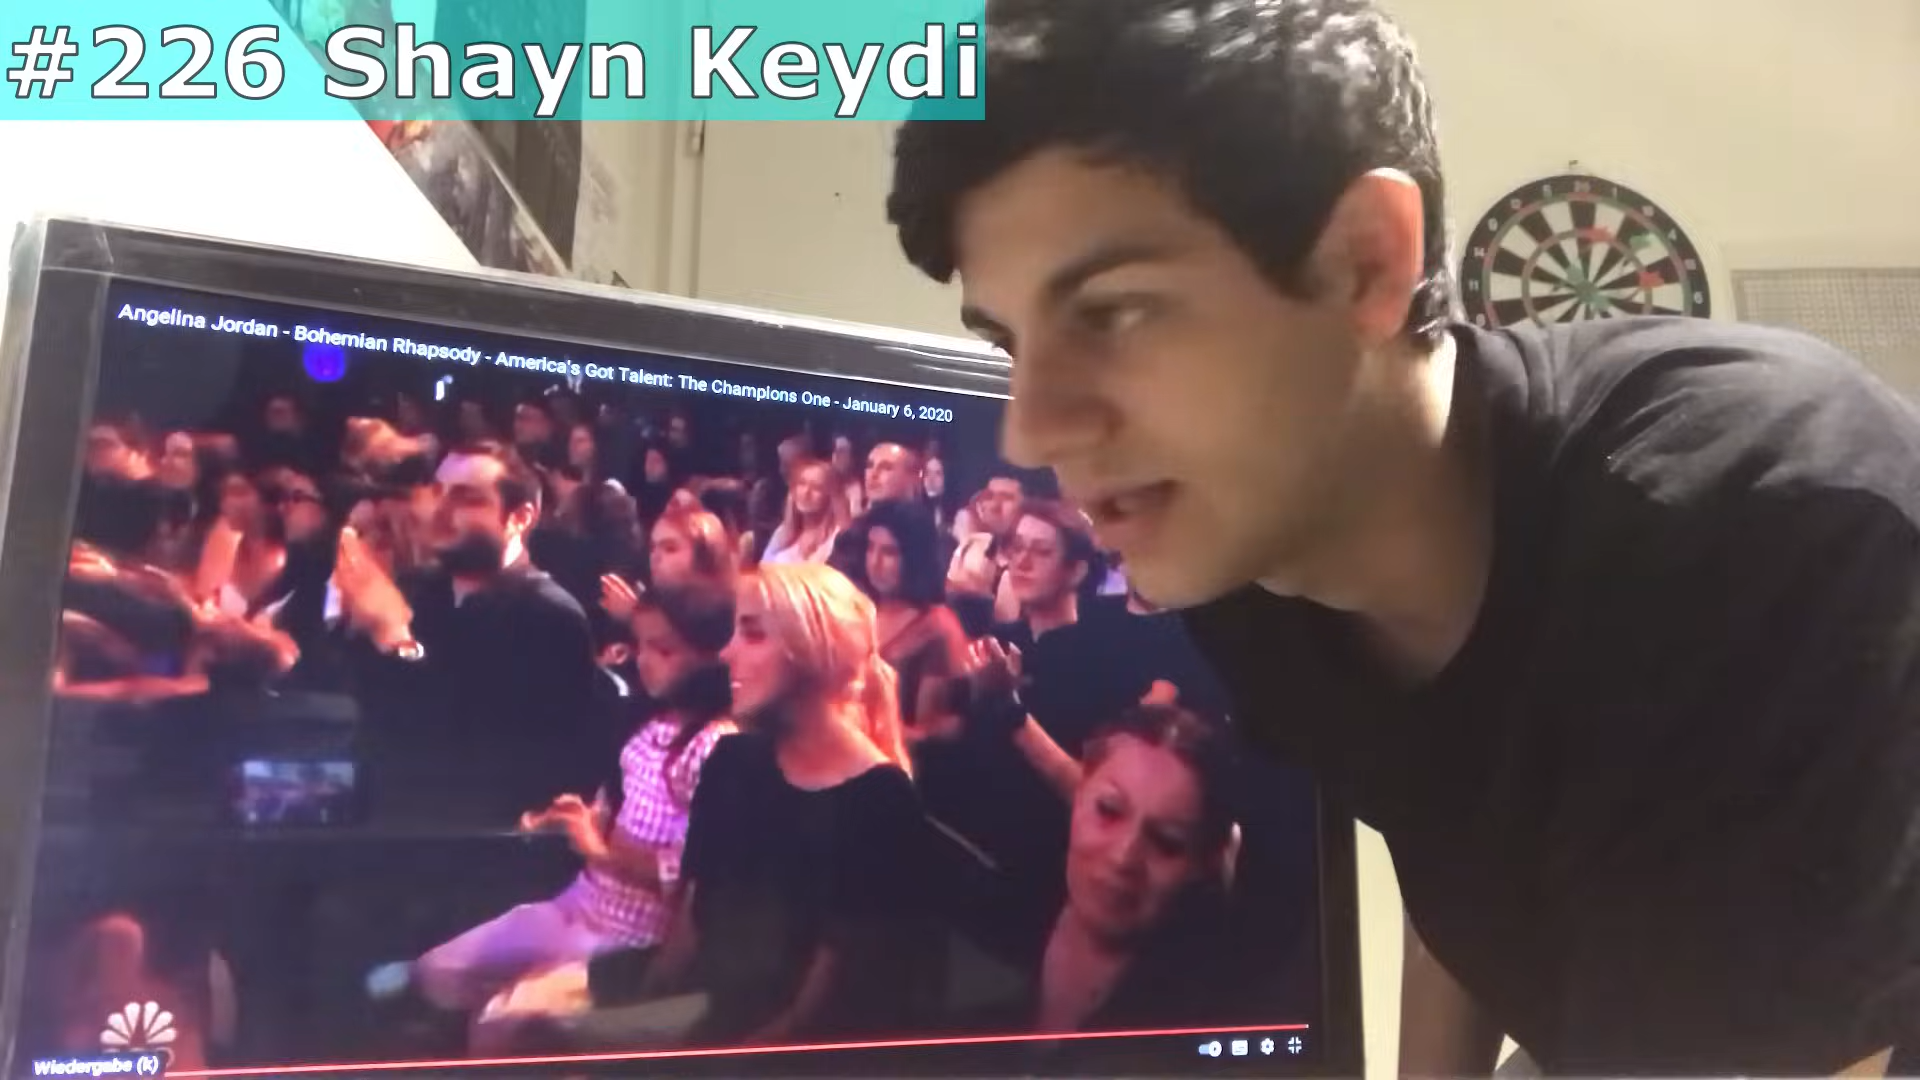 #226 Shayn Keydi
Angelina Jordan - Bohemian Rhapsody - America's Got Talent: The Champions One - January 6, 2020
Wiedergabe (k)